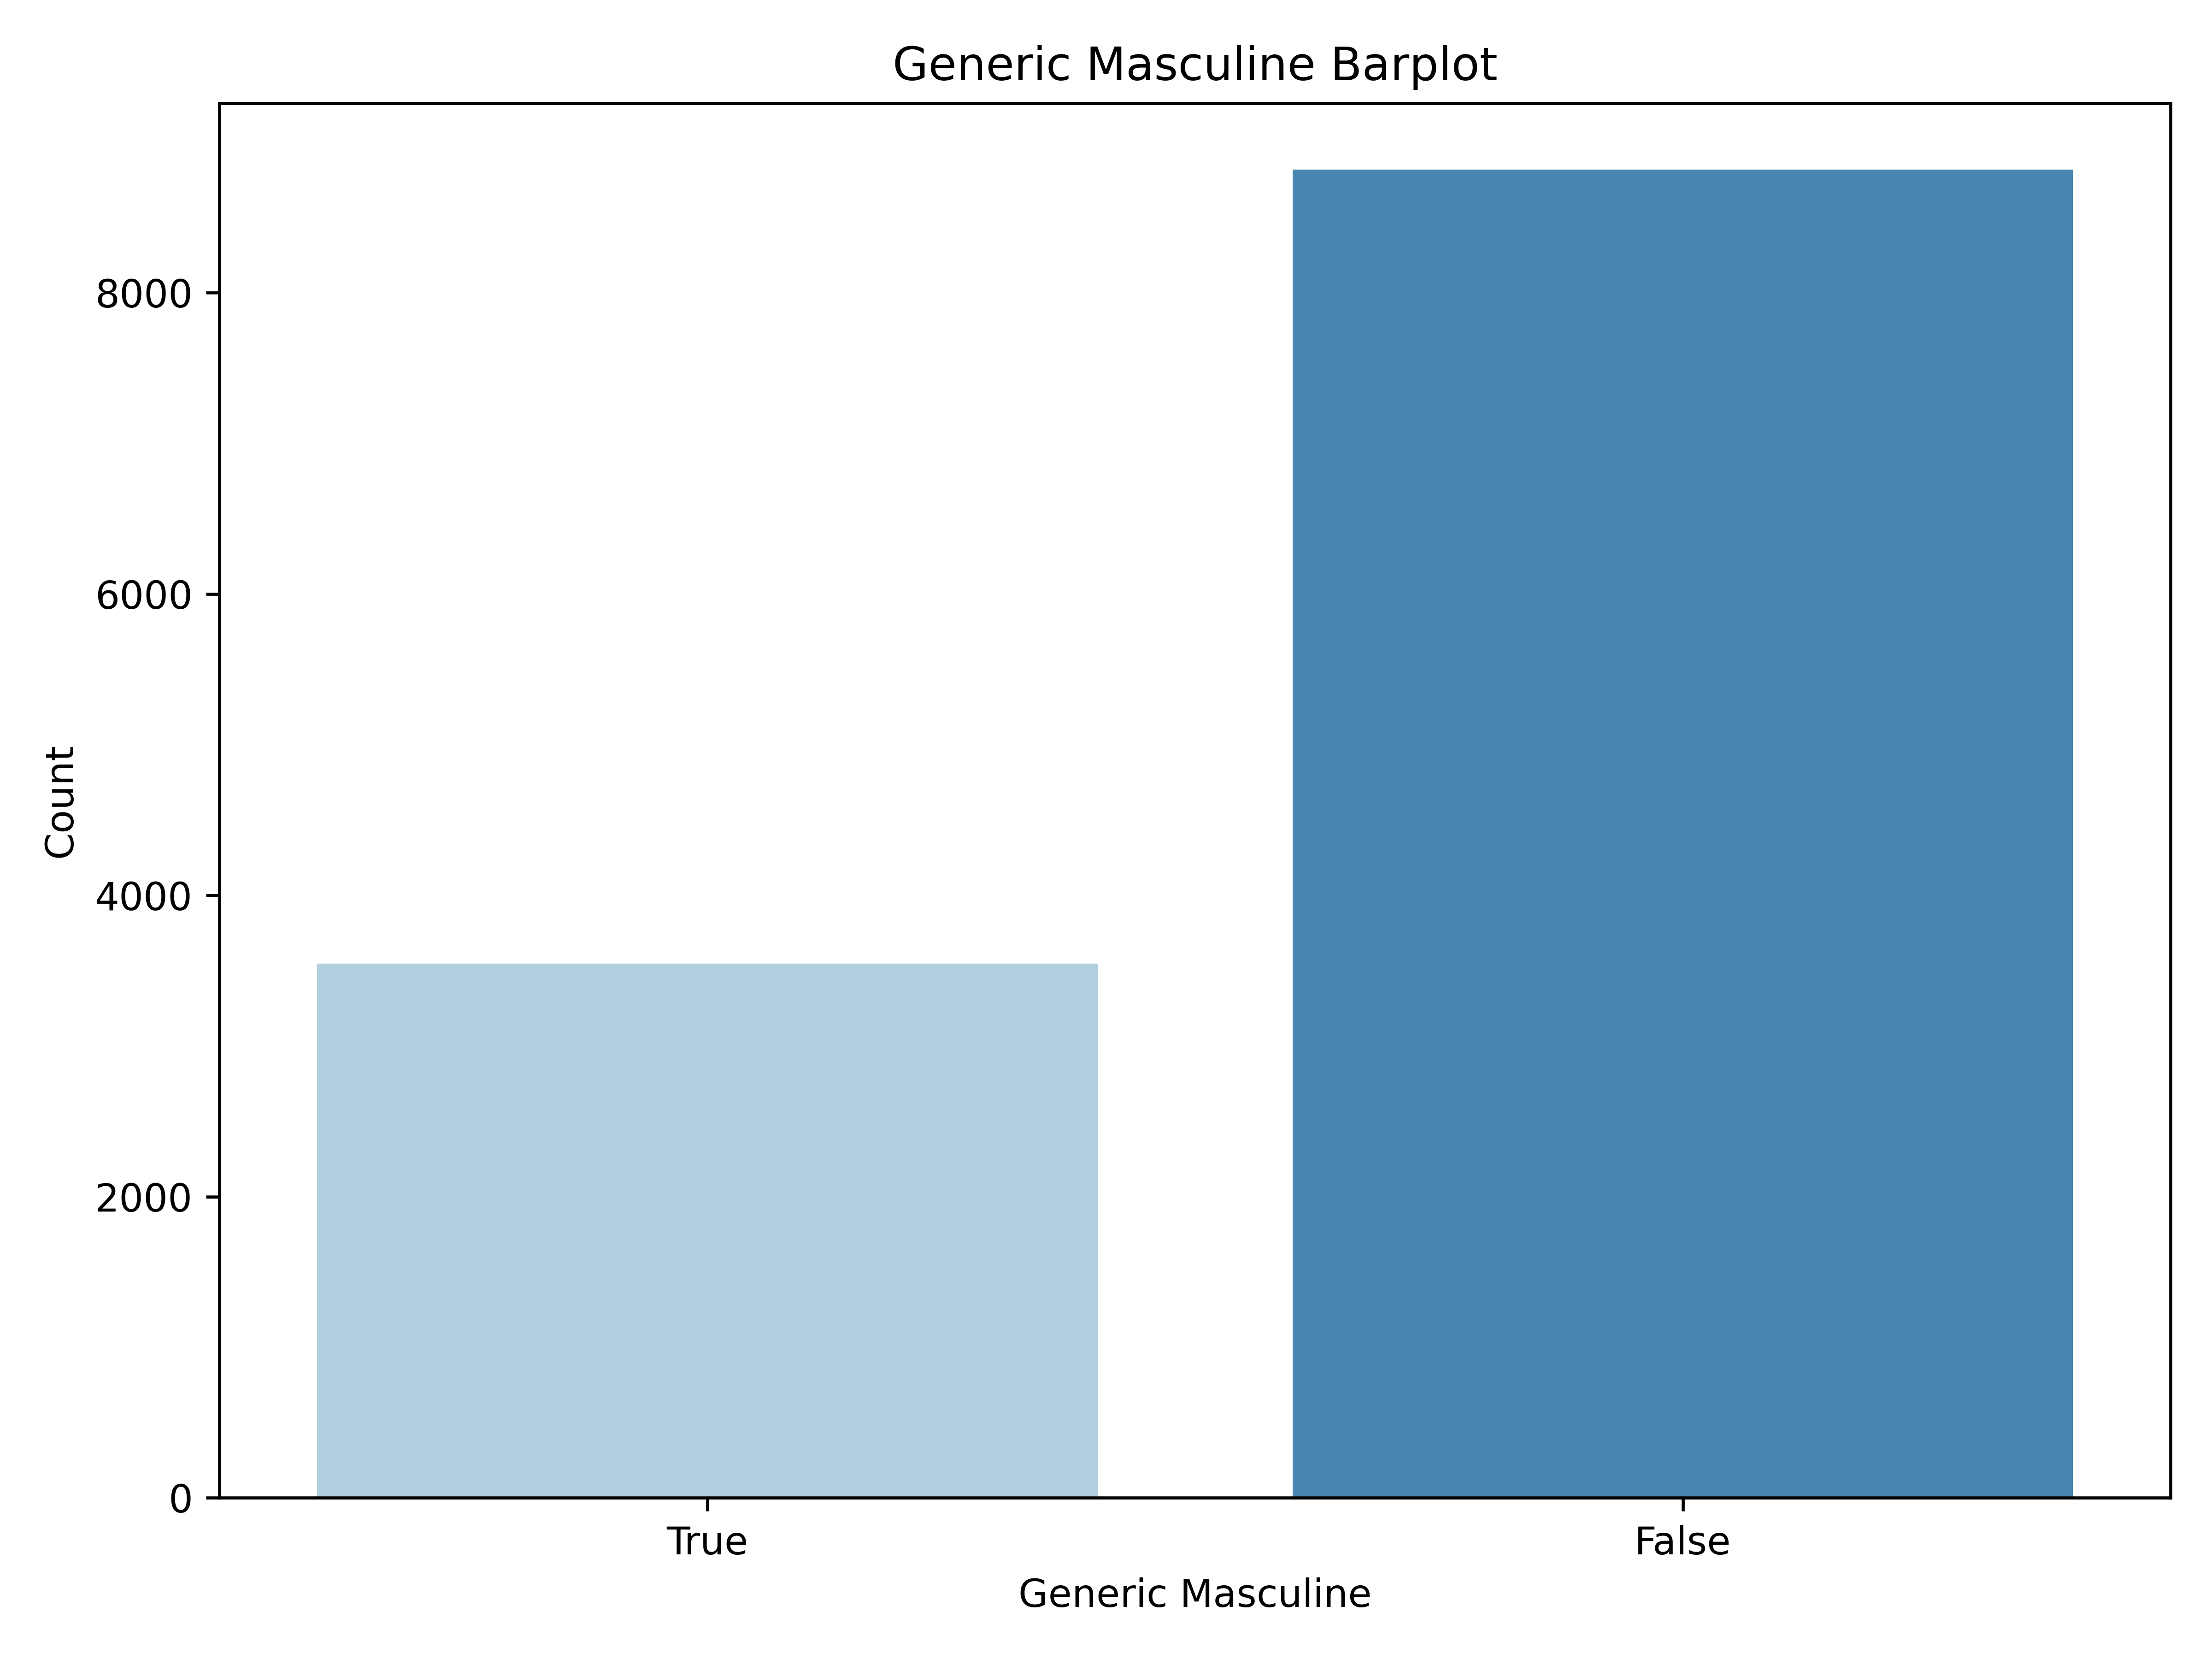 Generic Masculine Barplot
8000
6000
4000
2000
0
Count
True
False
Generic Masculine